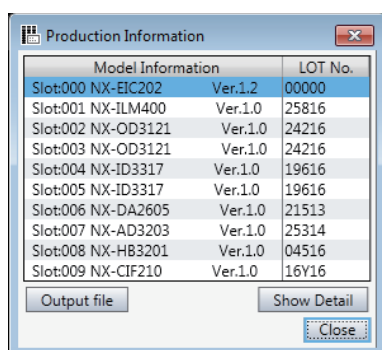 Production Information
Model Information LOT No.
Slot:000 NX-EIC202 Ver.1.2 00000
Slot:001 NX-ILM400 Ver.1.0 25816
Slot:002 NX-OD3121 Ver.1.0 24216
Slot:003 NX-OD3121 Ver.1.0 24216
Slot:004 NX-ID3317 Ver.1.0 19616
Slot:005 NX-ID3317 Ver.1.0 19616
Slot:006 NX-DA2605 Ver.1.0 21513
Slot:007 NX-AD3203 Ver.1.0 25314
Slot:008 NX-HB3201 Ver.1.0 04516
Slot:009 NX-CIF210 Ver.1.0 16Y16
Output file Show Detail
Close